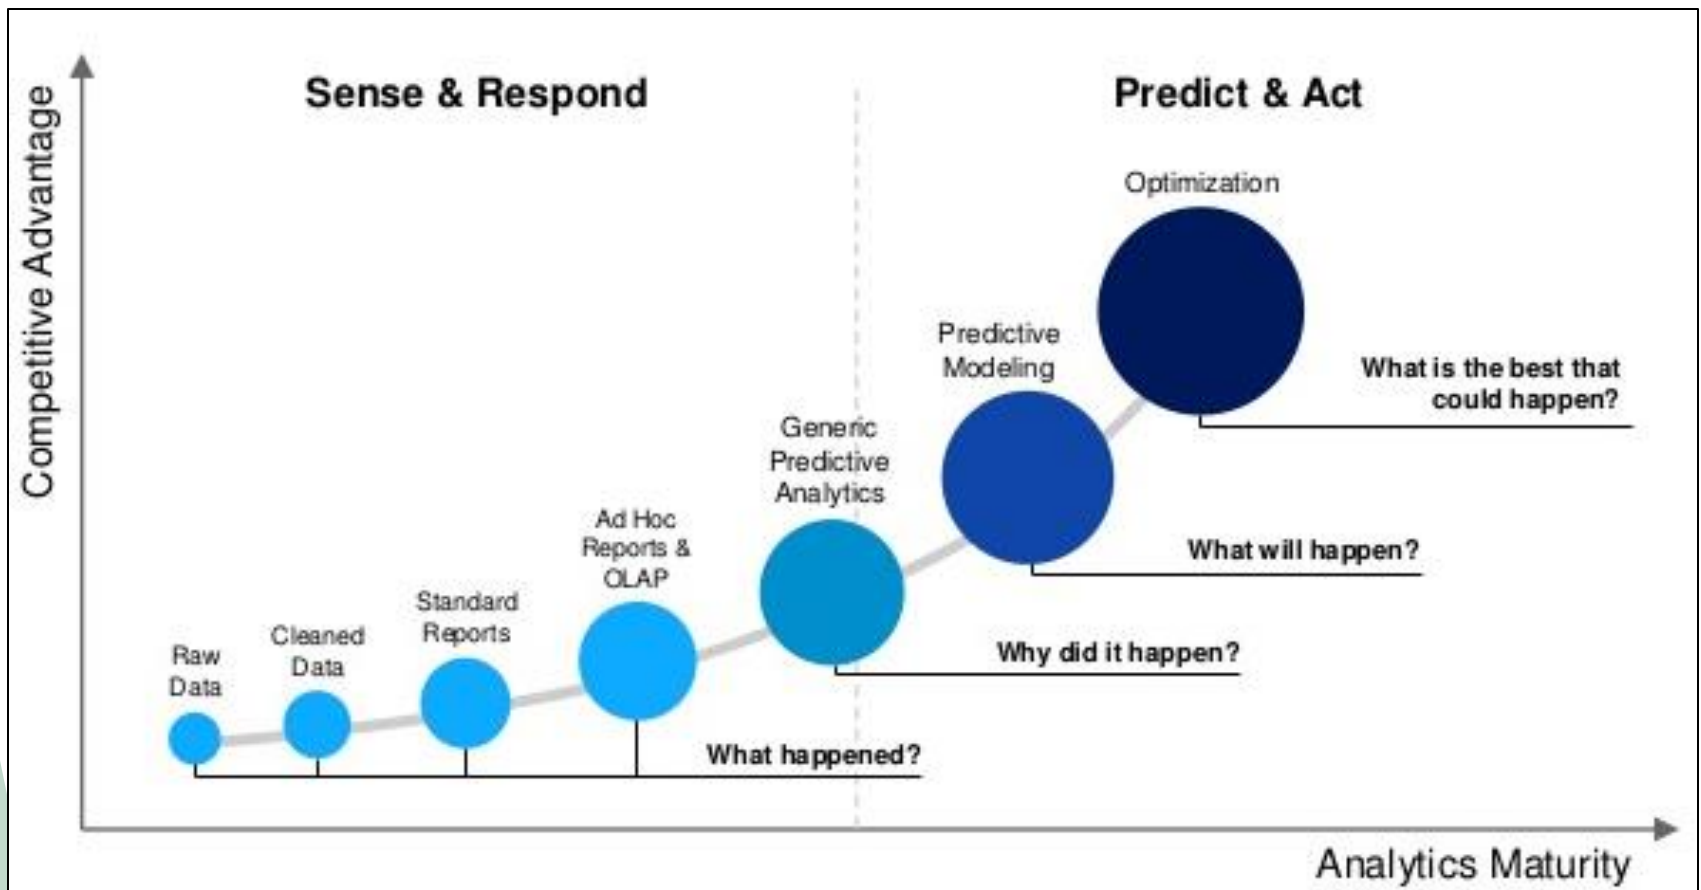 Sense & Respond
Predict & Act
Competitive Advantage
Optimization
Predictive
Modeling
What is the best that
could happen?
Generic
Predictive
Analytics
Ad Hoc
Reports &
OLAP
What will happen?
Standard
Reports
Cleaned
Data
Raw
Data
Why did it happen?
What happened?
Analytics Maturity